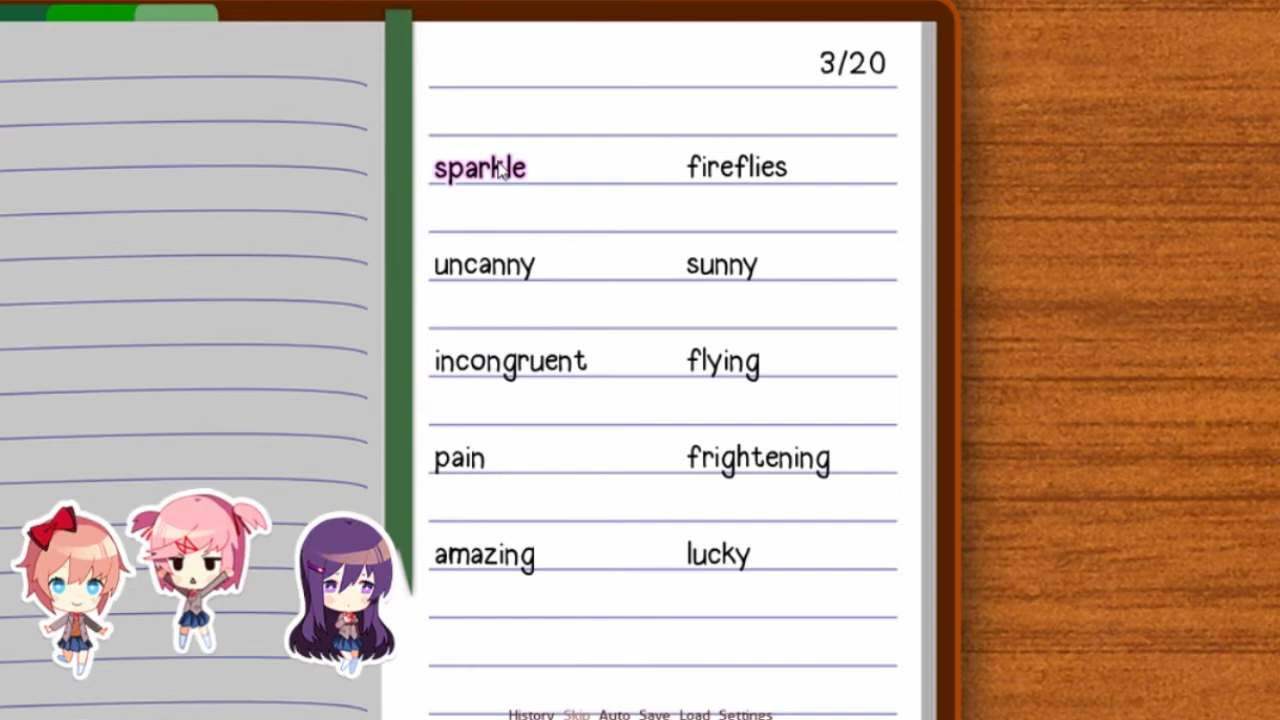 3/20
sparkle fireflies
uncanny sunny
incongruent flying
pain frightening
amazing lucky
History Skip Auto Save Load Settings